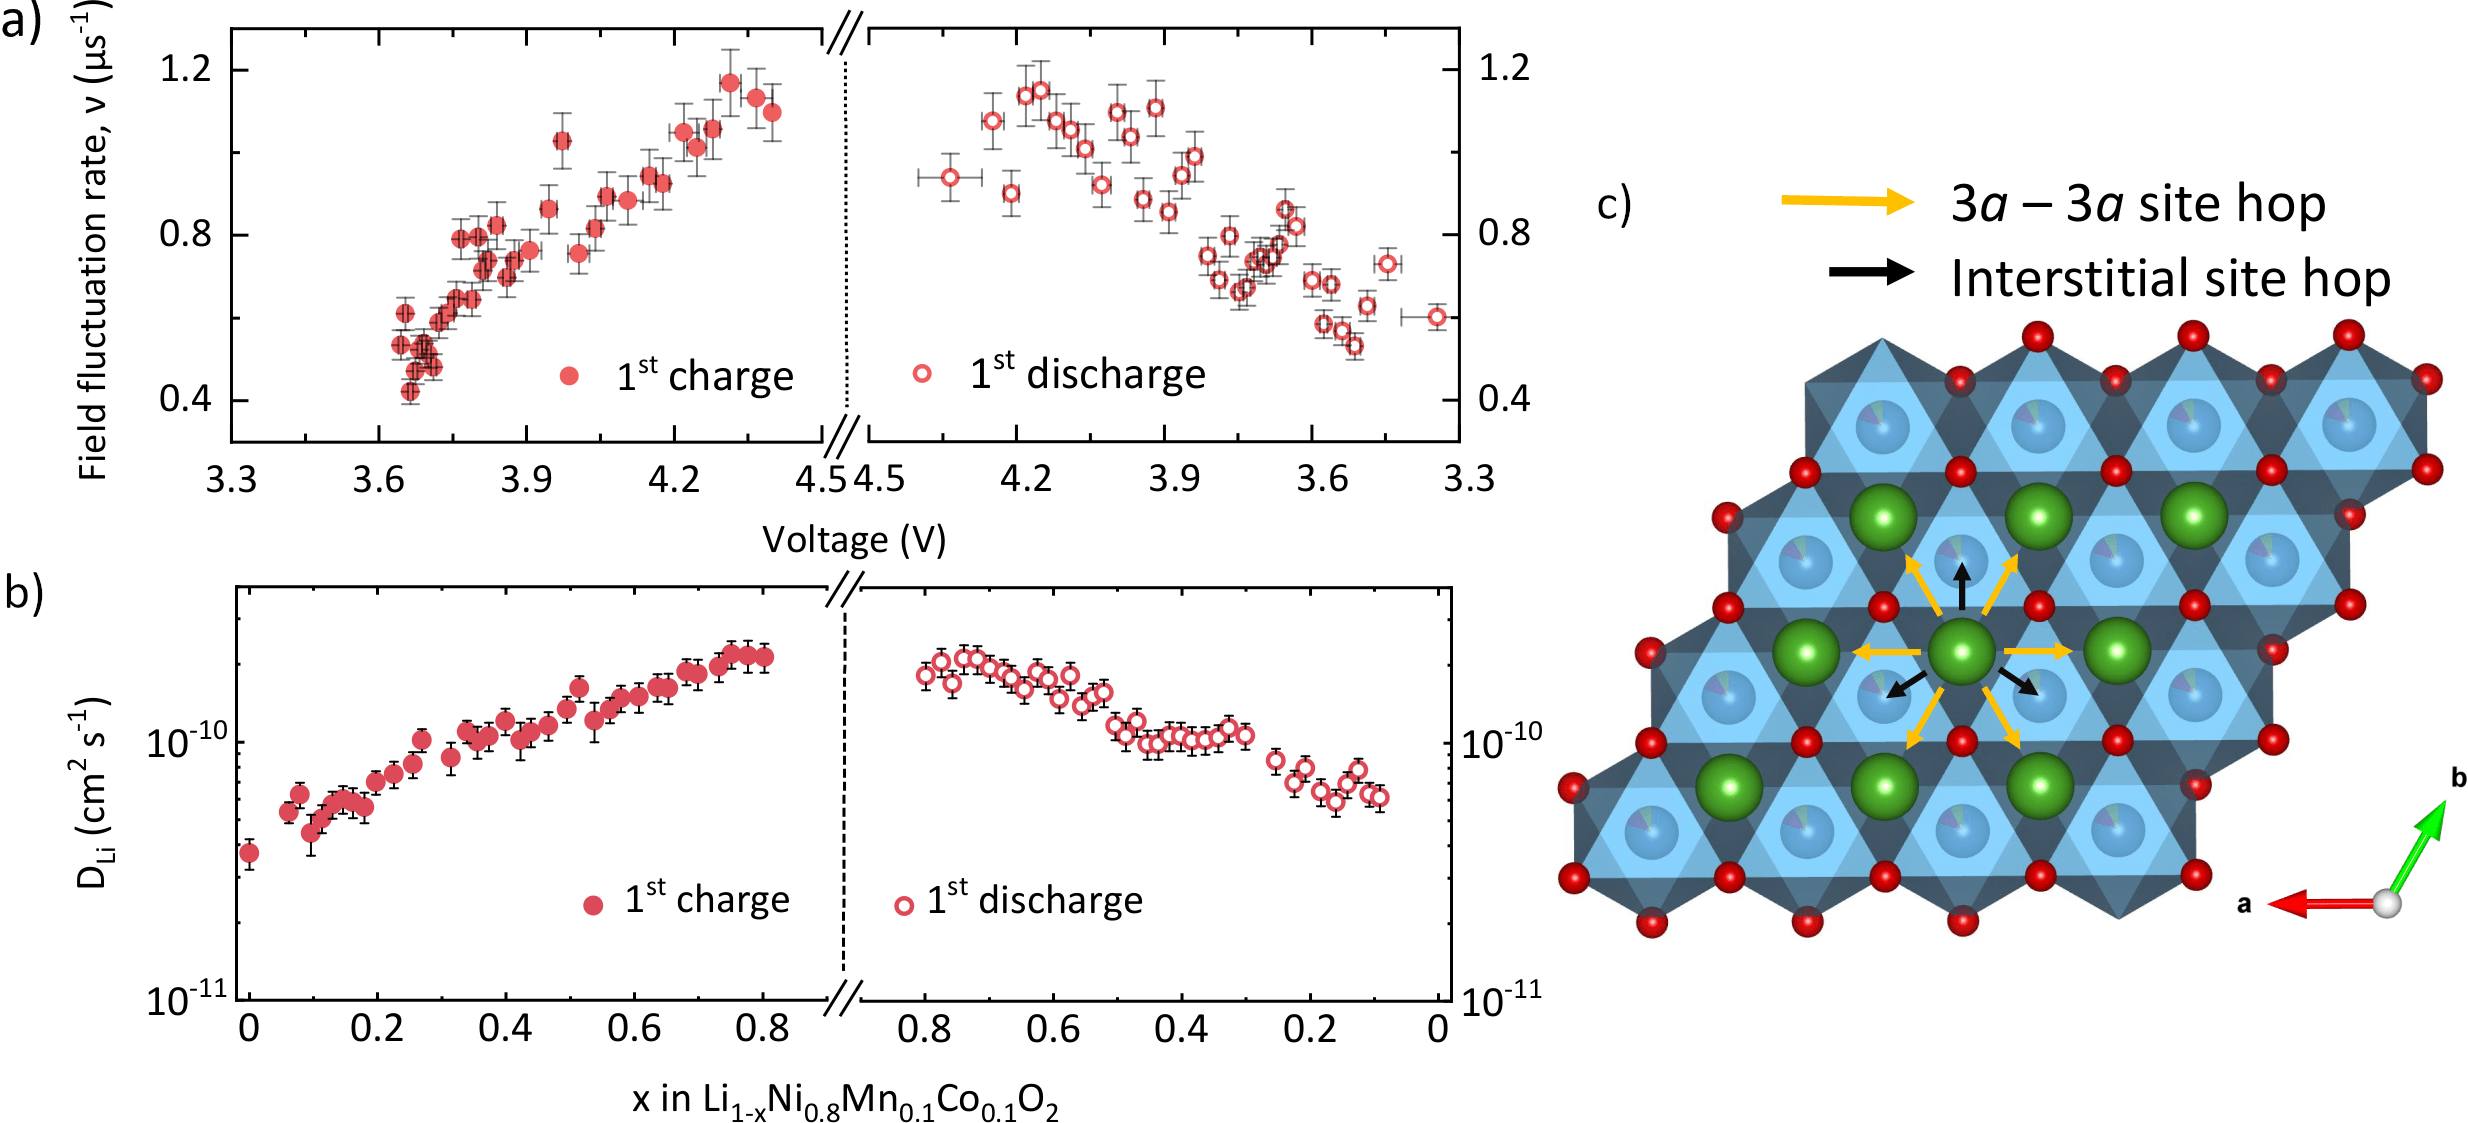 a)
Field fluctuation rate, ν (μs⁻¹)
1.2
0.8
0.4
1.2
0.8
0.4
1ˢᵗ charge
1ˢᵗ discharge
3.3 3.6 3.9 4.2 4.5 4.5 4.2 3.9 3.6 3.3
Voltage (V)
b)
D_Li (cm² s⁻¹)
10⁻¹⁰
10⁻¹¹
10⁻¹⁰
10⁻¹¹
1ˢᵗ charge
1ˢᵗ discharge
0 0.2 0.4 0.6 0.8 0.8 0.6 0.4 0.2 0
x in Li₁₋ₓNi₀.₈Mn₀.₁Co₀.₁O₂
c)
3a – 3a site hop
Interstitial site hop
b
a